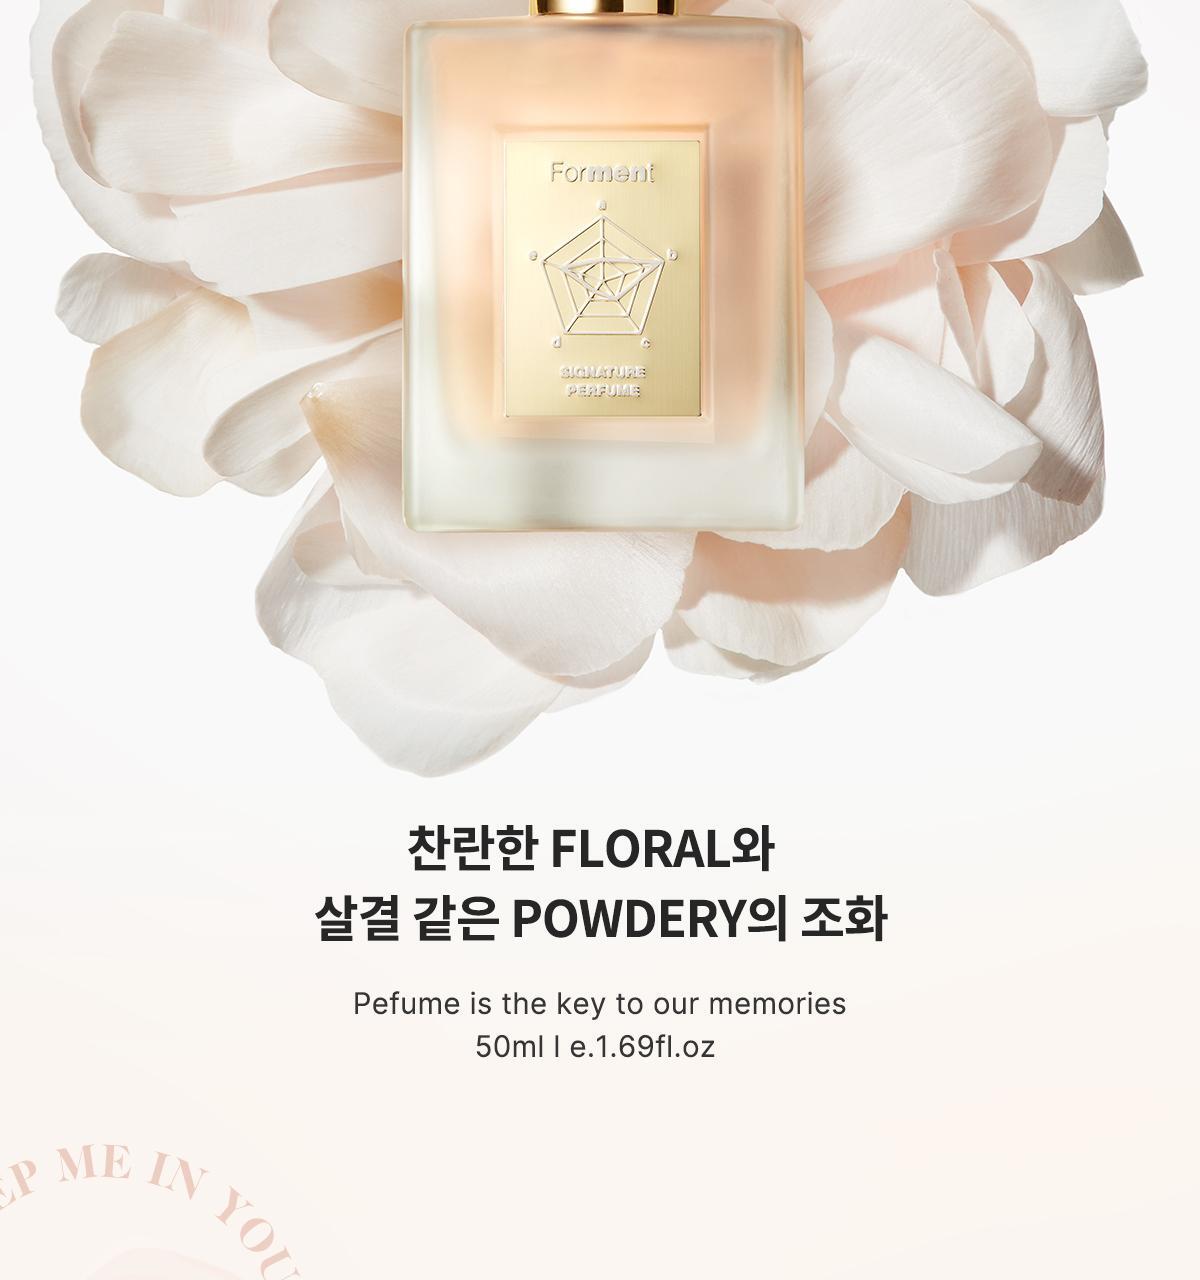 Forment
a
e
b
d
c
SIGNATURE
PERFUME
찬란한 FLORAL와
살결 같은 POWDERY의 조화
Pefume is the key to our memories
50ml l e.1.69fl.oz
EP ME IN YOU